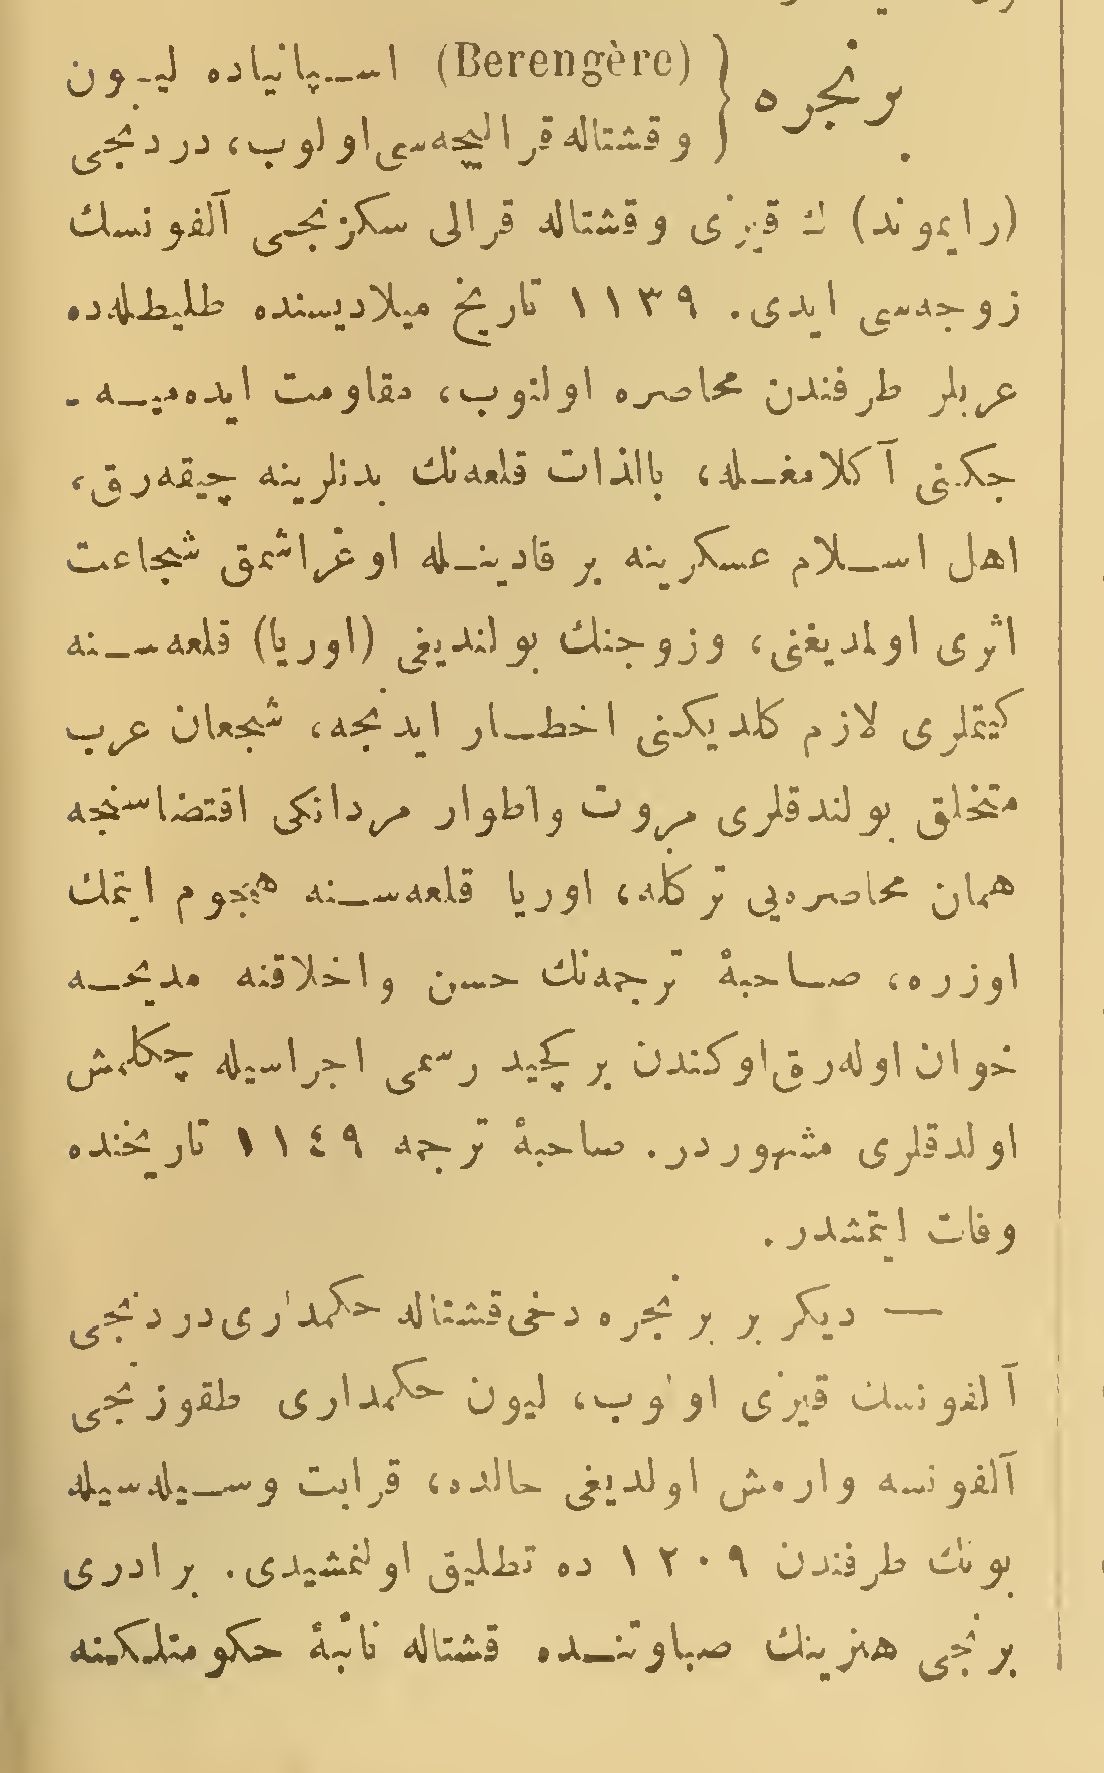 برنجره { (Berengère) اسپانیاده لیون
وقشتاله قرالیچه‌سی اولوب، دردنجی
(رایموند) ك قیزی وقشتاله قرالی سکزنجی آلفونسك
زوجه‌سی ایدی. ١١٣٩ تاریخ میلادیسنده طلیطله‌ده
عربلر طرفندن محاصره اولنوب، مقاومت ایده‌میه-
جکنی آکلامغله، بالذات قلعه‌نك بدنلرینه چیقه‌رق،
اهل اسلام عسکرینه بر قادینله اوغراشمق شجاعت
اثری اولمدیغنی، وزوجنك بولندیغی (اوریا) قلعه‌سنه
کیتملری لازم کلدیکنی اخطار ایدنجه، شجعان عرب
متخلق بولندقلری مروت واطوار مردانکی اقتضاسنجه
همان محاصره‌یی ترکله، اوریا قلعه‌سنه هجوم ایتمك
اوزره، صاحبهٔ ترجمه‌نك حسن واخلاقنه مدیحه
خوان اوله‌رق اوکندن بر کچید رسمی اجراسیله چکلمش
اولدقلری مشهوردر. صاحبهٔ ترجمه ١١٤٩ تاریخنده
وفات ایتمشدر.
— دیکر بر برنجره دخی قشتاله حکمداری دردنجی
آلفونسك قیزی اولوب، لیون حکمداری طقوزنجی
آلفونسه وارمش اولدیغی حالده، قرابت وسیله‌سیله
بونك طرفندن ١٢٠٩ ده تطلیق اولنمشیدی. برادری
برنجی هنرینك صباوتنده قشتاله نائبهٔ حکومتلکنه